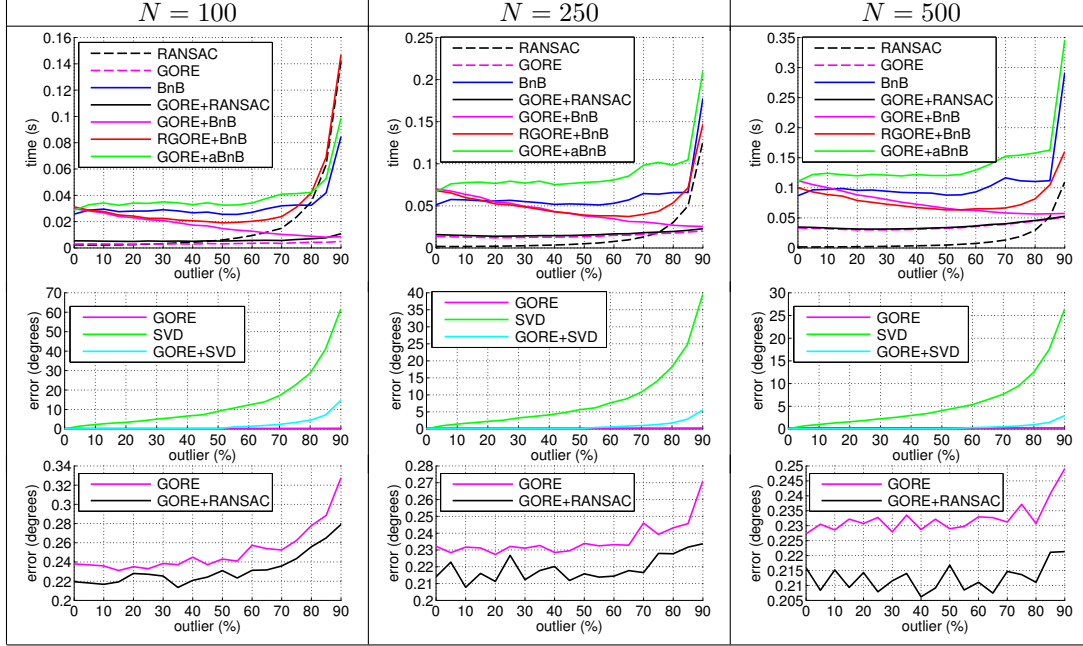 N = 100
N = 250
N = 500
0.16
0.14
0.12
0.1
0.08
0.06
0.04
0.02
0
time (s)
RANSAC
GORE
BnB
GORE+RANSAC
GORE+BnB
RGORE+BnB
GORE+aBnB
0 10 20 30 40 50 60 70 80 90
outlier (%)
0.25
0.2
0.15
0.1
0.05
0
time (s)
RANSAC
GORE
BnB
GORE+RANSAC
GORE+BnB
RGORE+BnB
GORE+aBnB
0 10 20 30 40 50 60 70 80 90
outlier (%)
0.35
0.3
0.25
0.2
0.15
0.1
0.05
0
time (s)
RANSAC
GORE
BnB
GORE+RANSAC
GORE+BnB
RGORE+BnB
GORE+aBnB
0 10 20 30 40 50 60 70 80 90
outlier (%)
70
60
50
40
30
20
10
0
error (degrees)
GORE
SVD
GORE+SVD
0 10 20 30 40 50 60 70 80 90
outlier (%)
40
35
30
25
20
15
10
5
0
error (degrees)
GORE
SVD
GORE+SVD
0 10 20 30 40 50 60 70 80 90
outlier (%)
30
25
20
15
10
5
0
error (degrees)
GORE
SVD
GORE+SVD
0 10 20 30 40 50 60 70 80 90
outlier (%)
0.34
0.32
0.3
0.28
0.26
0.24
0.22
0.2
error (degrees)
GORE
GORE+RANSAC
0 10 20 30 40 50 60 70 80 90
outlier (%)
0.28
0.27
0.26
0.25
0.24
0.23
0.22
0.21
0.2
error (degrees)
GORE
GORE+RANSAC
0 10 20 30 40 50 60 70 80 90
outlier (%)
0.25
0.245
0.24
0.235
0.23
0.225
0.22
0.215
0.21
0.205
error (degrees)
GORE
GORE+RANSAC
0 10 20 30 40 50 60 70 80 90
outlier (%)